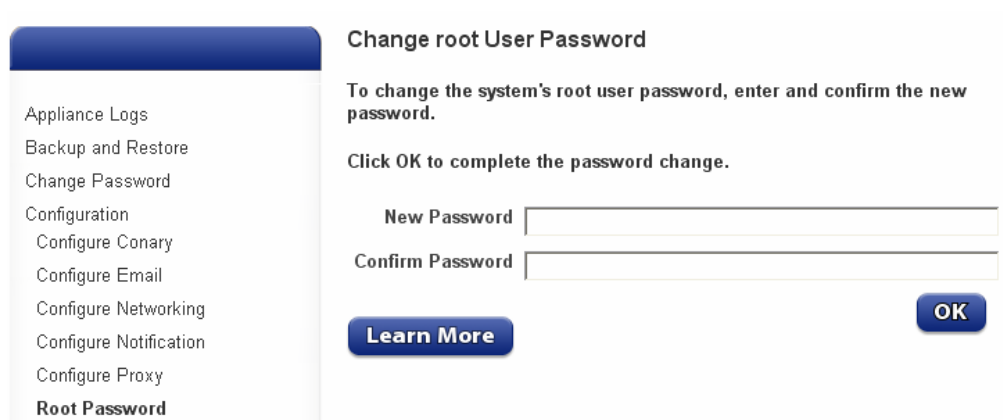 Change root User Password
To change the system's root user password, enter and confirm the new
password.
Click OK to complete the password change.
New Password
Confirm Password
OK
Learn More
Appliance Logs
Backup and Restore
Change Password
Configuration
Configure Conary
Configure Email
Configure Networking
Configure Notification
Configure Proxy
Root Password